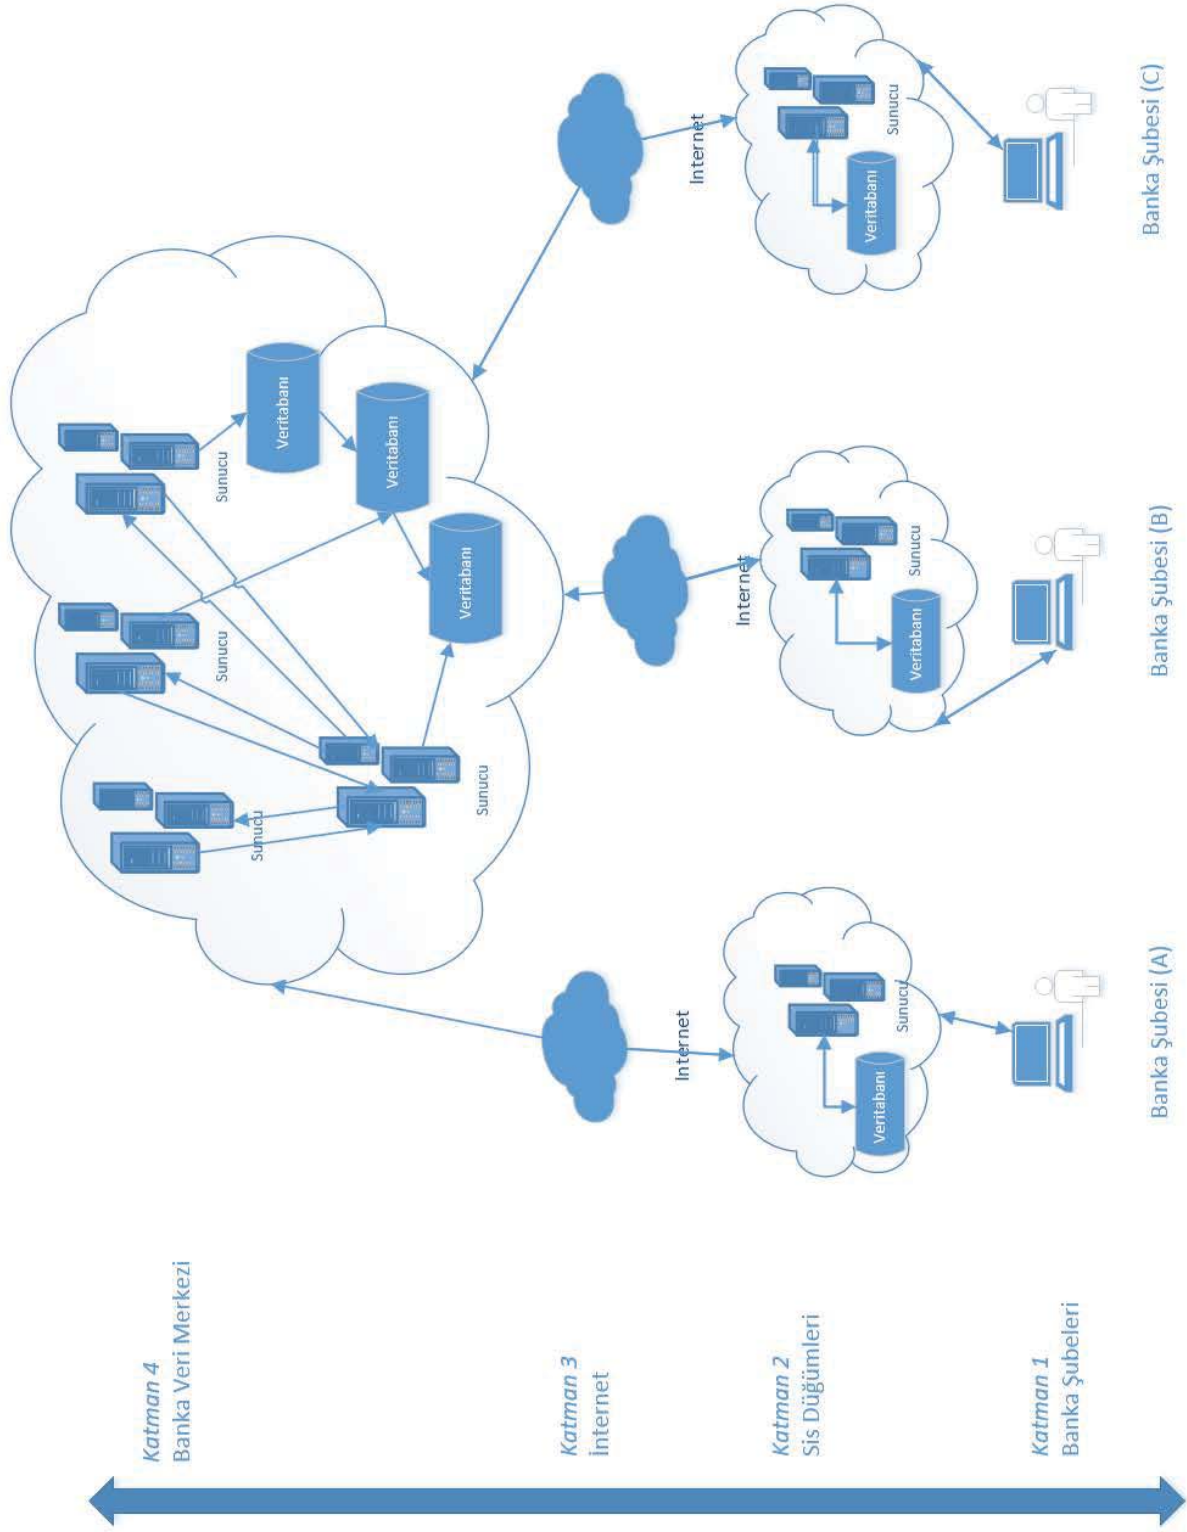 Katman 4
Banka Veri Merkezi
Sunucu
Sunucu
Sunucu
Sunucu
Veritabanı
Veritabanı
Veritabanı
Katman 3
İnternet
Internet
Internet
Internet
Katman 2
Sis Düğümleri
Veritabanı
Sunucu
Veritabanı
Sunucu
Veritabanı
Sunucu
Katman 1
Banka Şubeleri
Banka Şubesi (A)
Banka Şubesi (B)
Banka Şubesi (C)